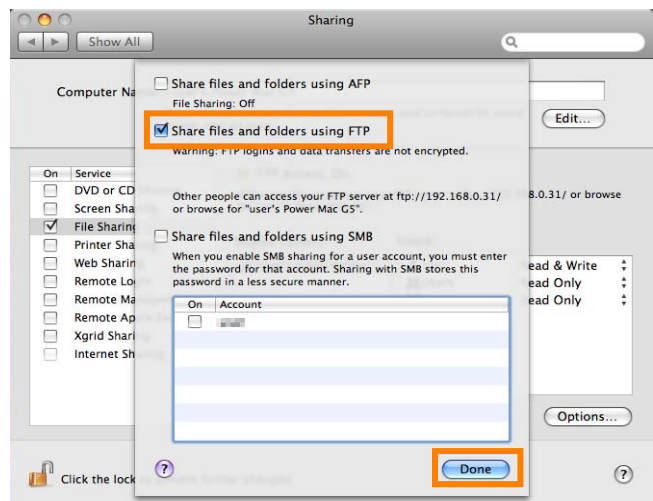 Sharing
Show All
Computer Na
Edit...
Share files and folders using AFP
File Sharing: Off
Share files and folders using FTP
Warning: FTP logins and data transfers are not encrypted.
Other people can access your FTP server at ftp://192.168.0.31/
or browse for "user's Power Mac G5".
8.0.31/ or browse
Share files and folders using SMB
When you enable SMB sharing for a user account, you must enter
the password for that account. Sharing with SMB stores this
password in a less secure manner.
On Account
On Service
DVD or CD
Screen Sha
File Sharing
Printer Sha
Web Sharin
Remote Lo
Remote Ma
Remote Ap
Xgrid Shari
Internet Sh
ead & Write
ead Only
ead Only
Options...
Click the lock
?
Done
?